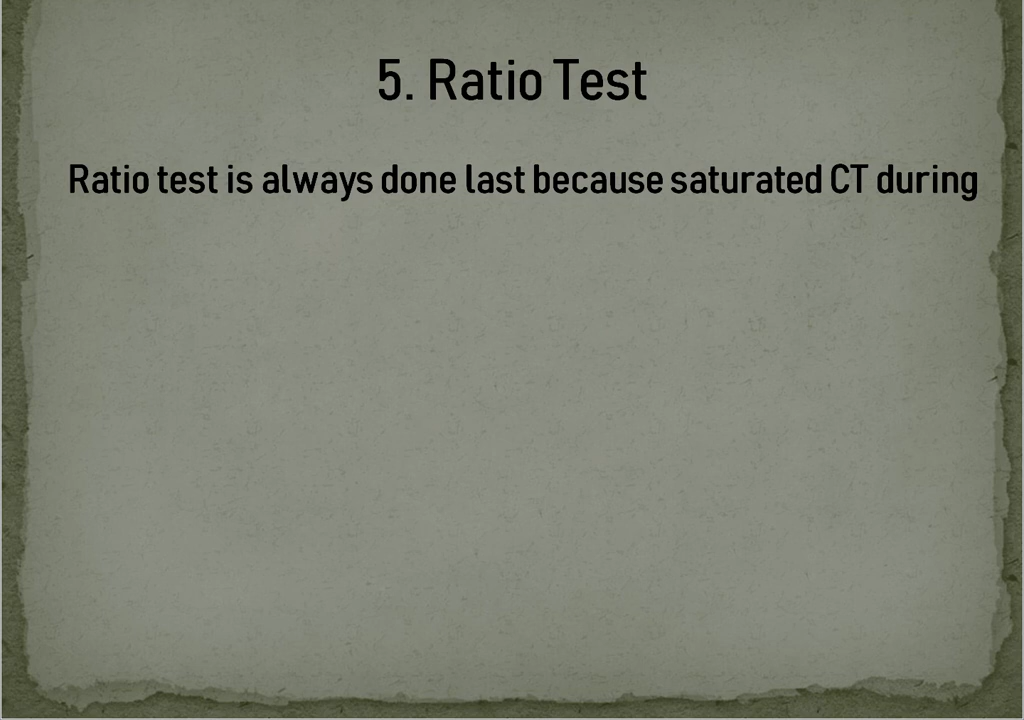 5. Ratio Test
Ratio test is always done last because saturated CT during